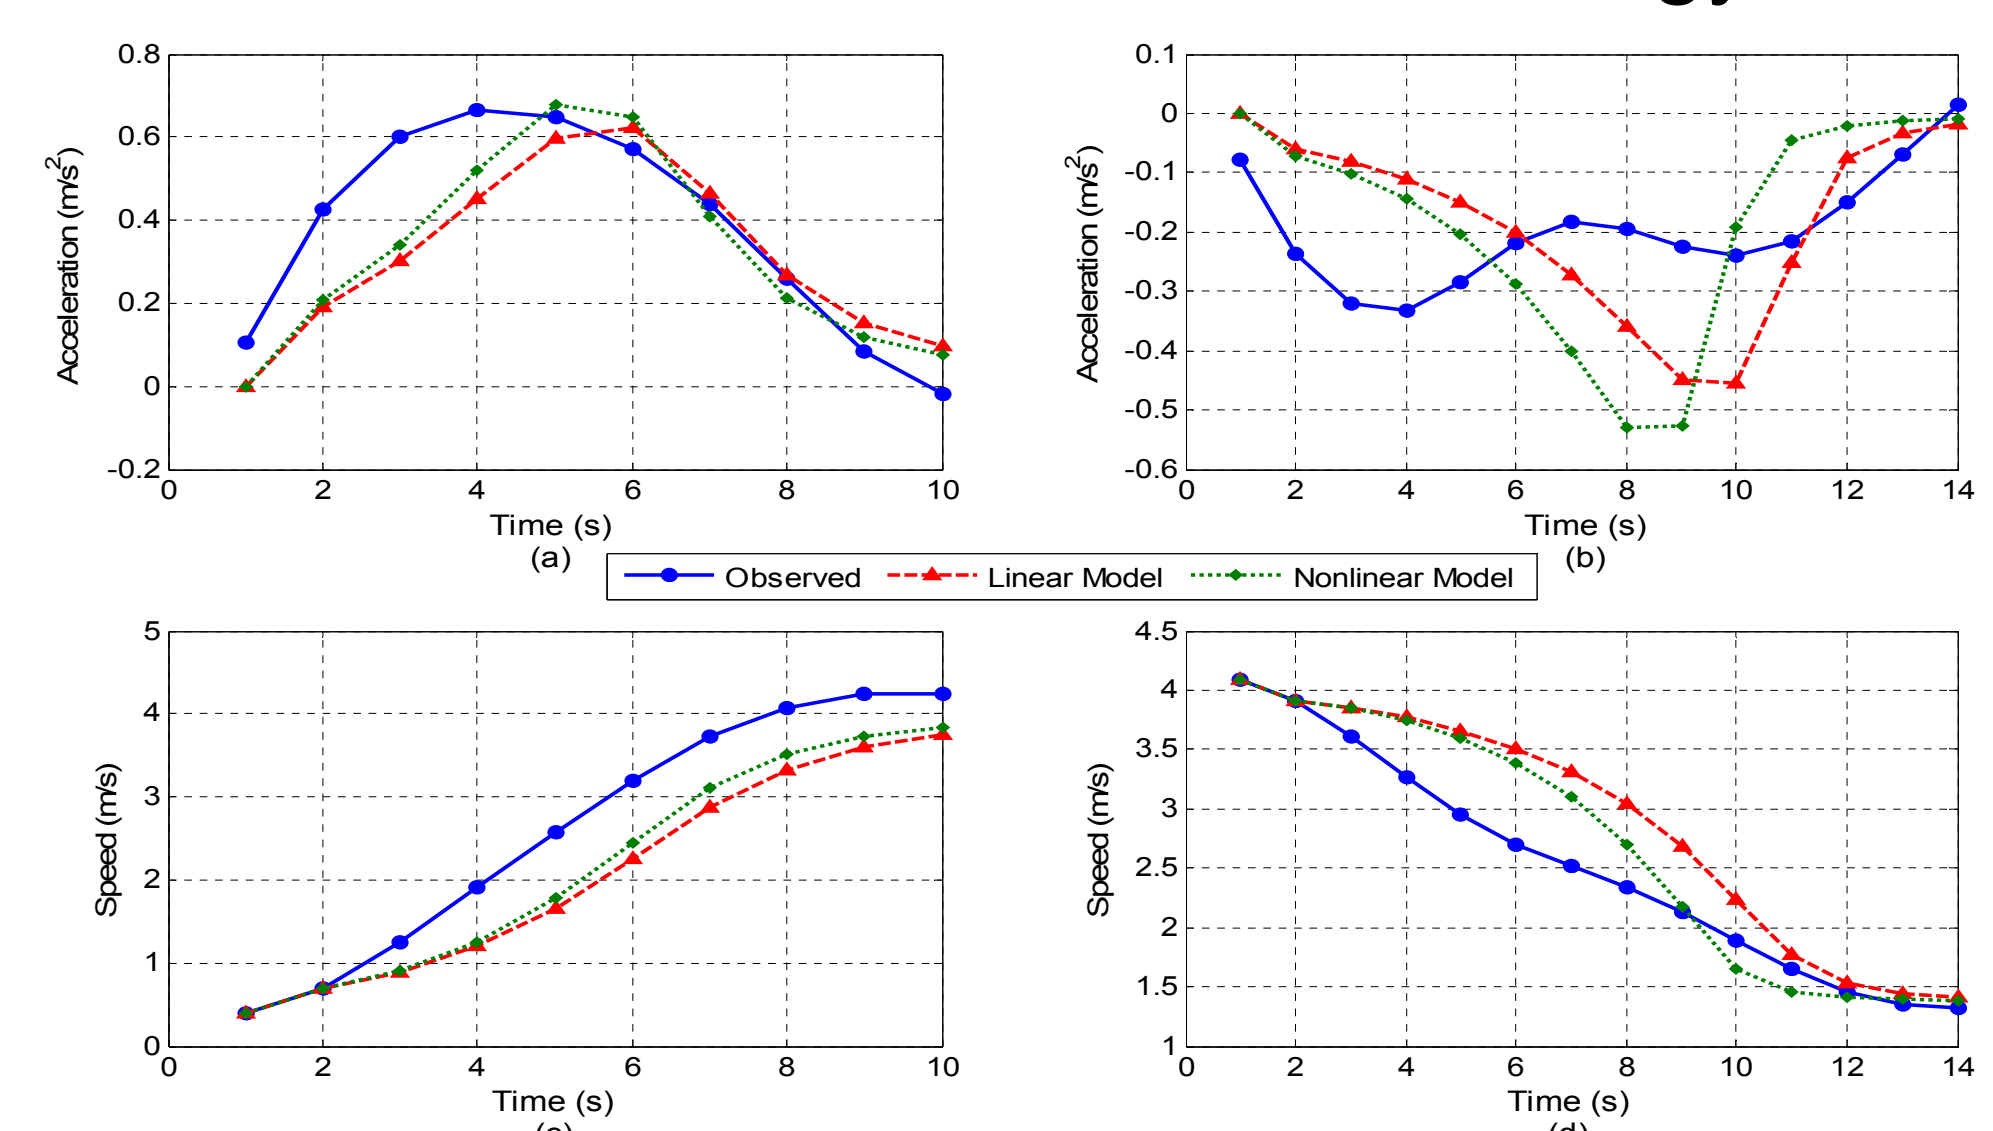 gy
0.8
0.6
0.4
0.2
0
-0.2
0 2 4 6 8 10
Acceleration (m/s²)
Time (s)
(a)
0.1
0
-0.1
-0.2
-0.3
-0.4
-0.5
-0.6
0 2 4 6 8 10 12 14
Acceleration (m/s²)
Time (s)
(b)
Observed Linear Model Nonlinear Model
5
4
3
2
1
0
0 2 4 6 8 10
Speed (m/s)
Time (s)
(c)
4.5
4
3.5
3
2.5
2
1.5
1
0 2 4 6 8 10 12 14
Speed (m/s)
Time (s)
(d)